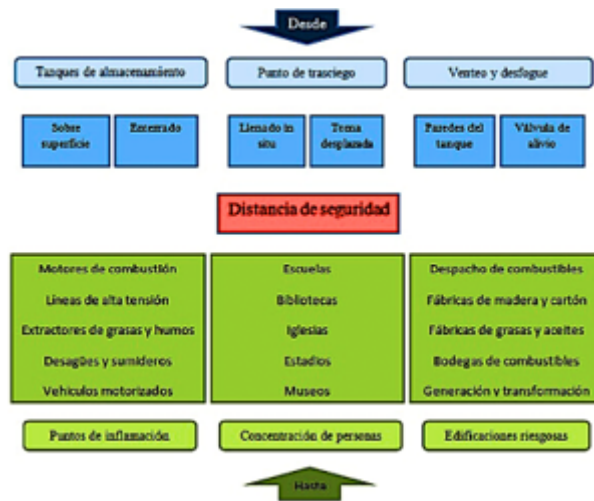 Desde
Tanques de almacenamiento
Punto de trasciego
Venteo y desfogue
Sobre
superficie
Enterrado
Llenado in
situ
Toma
desplazada
Paredes del
tanque
Válvula de
alivio
Distancia de seguridad
Motores de combustión
Líneas de alta tensión
Extractores de grasas y humos
Desagües y sumideros
Vehículos motorizados
Escuelas
Bibliotecas
Iglesias
Estadios
Museos
Despacho de combustibles
Fábricas de madera y cartón
Fábricas de grasas y aceites
Bodegas de combustibles
Generación y transformación
Puntos de inflamación
Concentración de personas
Edificaciones riesgosas
Hasta